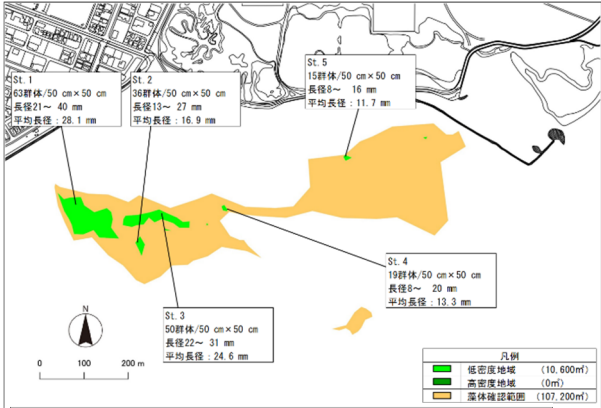 St. 1
63群体/50 cm×50 cm
長径21～ 40 mm
平均長径：28.1 mm
St. 2
36群体/50 cm×50 cm
長径13～ 27 mm
平均長径：16.9 mm
St. 5
15群体/50 cm×50 cm
長径8～ 16 mm
平均長径：11.7 mm
St. 4
19群体/50 cm×50 cm
長径8～ 20 mm
平均長径：13.3 mm
St. 3
50群体/50 cm×50 cm
長径22～ 31 mm
平均長径：24.6 mm
N
0 100 200 m
凡例
低密度地域 (10,600㎡)
高密度地域 (0㎡)
藻体確認範囲 (107,200㎡)